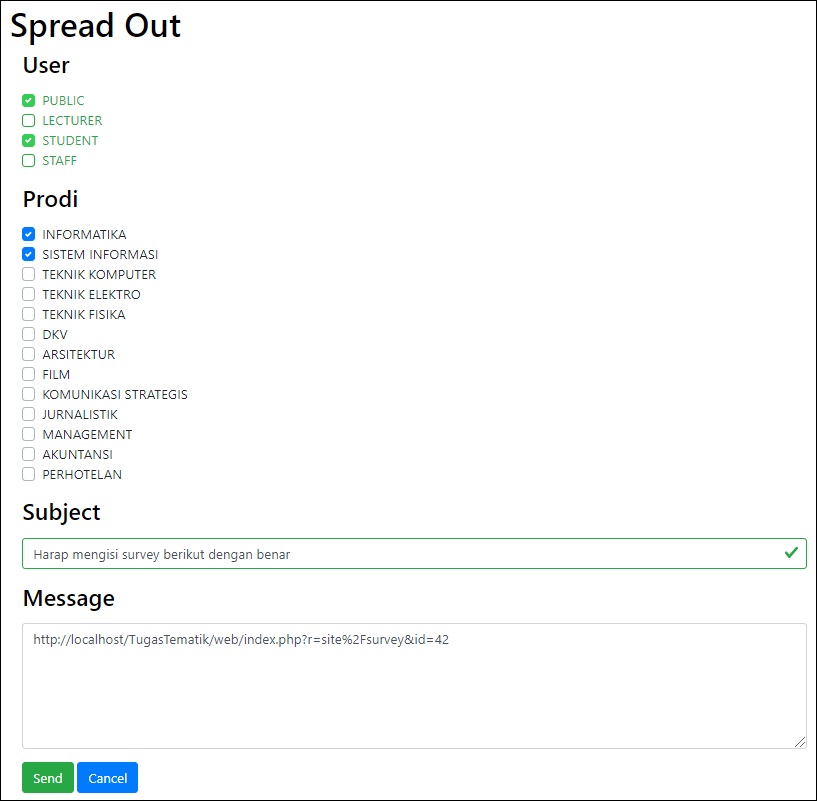 Spread Out
User
PUBLIC
LECTURER
STUDENT
STAFF
Prodi
INFORMATIKA
SISTEM INFORMASI
TEKNIK KOMPUTER
TEKNIK ELEKTRO
TEKNIK FISIKA
DKV
ARSITEKTUR
FILM
KOMUNIKASI STRATEGIS
JURNALISTIK
MANAGEMENT
AKUNTANSI
PERHOTELAN
Subject
Harap mengisi survey berikut dengan benar
Message
http://localhost/TugasTematik/web/index.php?r=site%2Fsurvey&id=42
Send Cancel